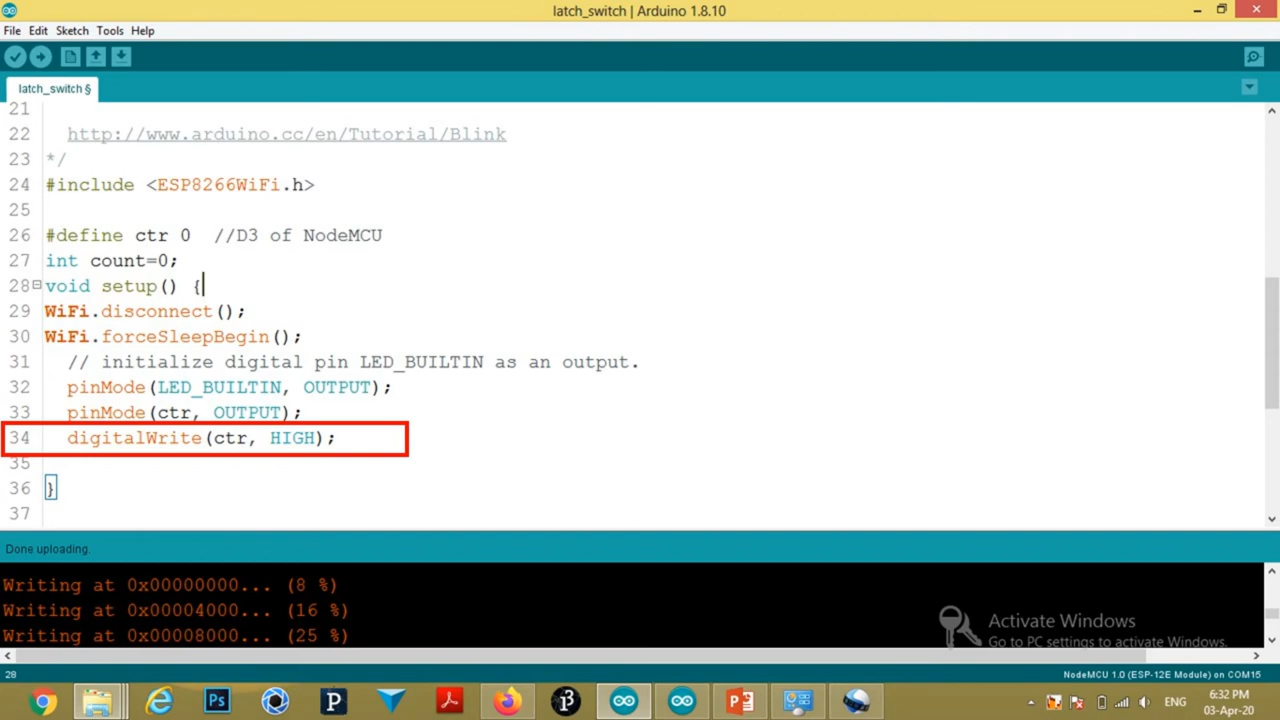 latch_switch | Arduino 1.8.10
File Edit Sketch Tools Help
latch_switch §
21
22 http://www.arduino.cc/en/Tutorial/Blink
23 */
24 #include <ESP8266WiFi.h>
25
26 #define ctr 0 //D3 of NodeMCU
27 int count=0;
28 void setup() {
29 WiFi.disconnect();
30 WiFi.forceSleepBegin();
31 // initialize digital pin LED_BUILTIN as an output.
32 pinMode(LED_BUILTIN, OUTPUT);
33 pinMode(ctr, OUTPUT);
34 digitalWrite(ctr, HIGH);
35
36 }
37
Done uploading.
Writing at 0x00000000... (8 %)
Writing at 0x00004000... (16 %)
Writing at 0x00008000... (25 %)
Activate Windows
Go to PC settings to activate Windows.
28 NodeMCU 1.0 (ESP-12E Module) on COM15
Ps P ENG 6:32 PM
03-Apr-20